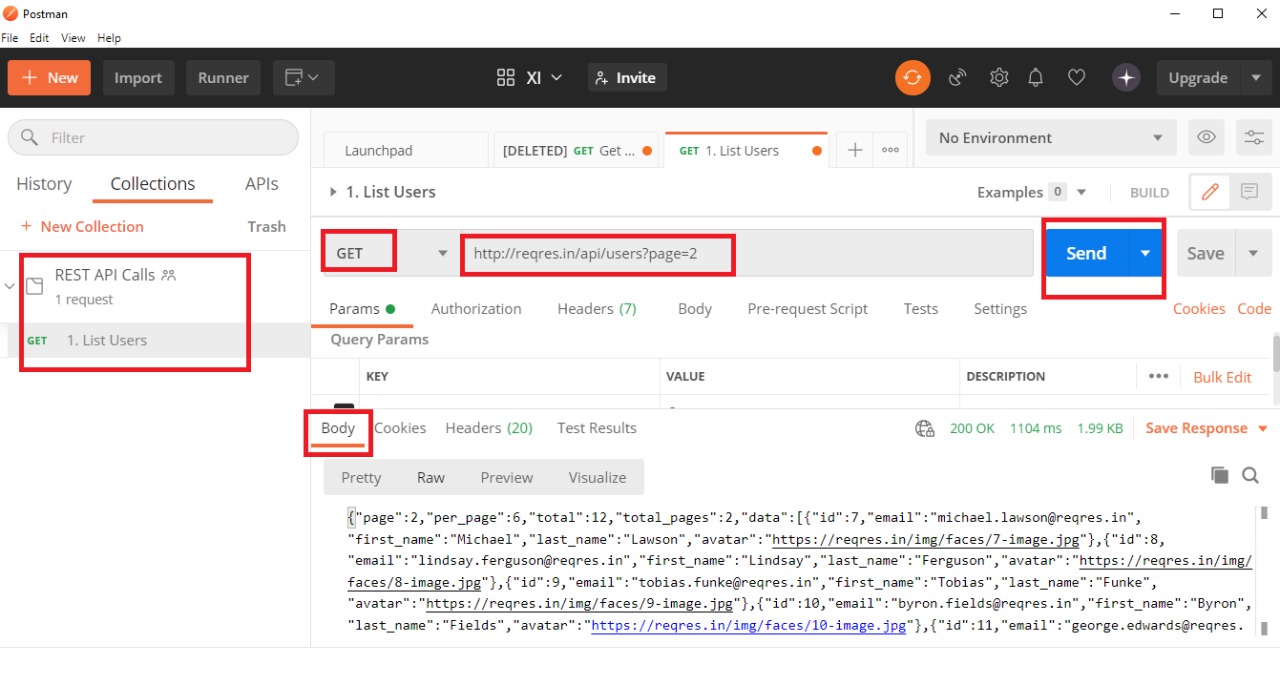 Postman
File Edit View Help
New Import Runner XI Invite Upgrade
Filter
Launchpad [DELETED] GET Get ... GET 1. List Users No Environment
History Collections APIs
1. List Users Examples 0 BUILD
New Collection Trash
GET http://reqres.in/api/users?page=2 Send Save
REST API Calls
1 request
GET 1. List Users
Params Authorization Headers (7) Body Pre-request Script Tests Settings Cookies Code
Query Params
KEY VALUE DESCRIPTION Bulk Edit
Body Cookies Headers (20) Test Results 200 OK 1104 ms 1.99 KB Save Response
Pretty Raw Preview Visualize
{"page":2,"per_page":6,"total":12,"total_pages":2,"data":[{"id":7,"email":"michael.lawson@reqres.in",
"first_name":"Michael","last_name":"Lawson","avatar":"https://reqres.in/img/faces/7-image.jpg"},{"id":8,
"email":"lindsay.ferguson@reqres.in","first_name":"Lindsay","last_name":"Ferguson","avatar":"https://reqres.in/img/
faces/8-image.jpg"},{"id":9,"email":"tobias.funke@reqres.in","first_name":"Tobias","last_name":"Funke",
"avatar":"https://reqres.in/img/faces/9-image.jpg"},{"id":10,"email":"byron.fields@reqres.in","first_name":"Byron",
"last_name":"Fields","avatar":"https://reqres.in/img/faces/10-image.jpg"},{"id":11,"email":"george.edwards@reqres.